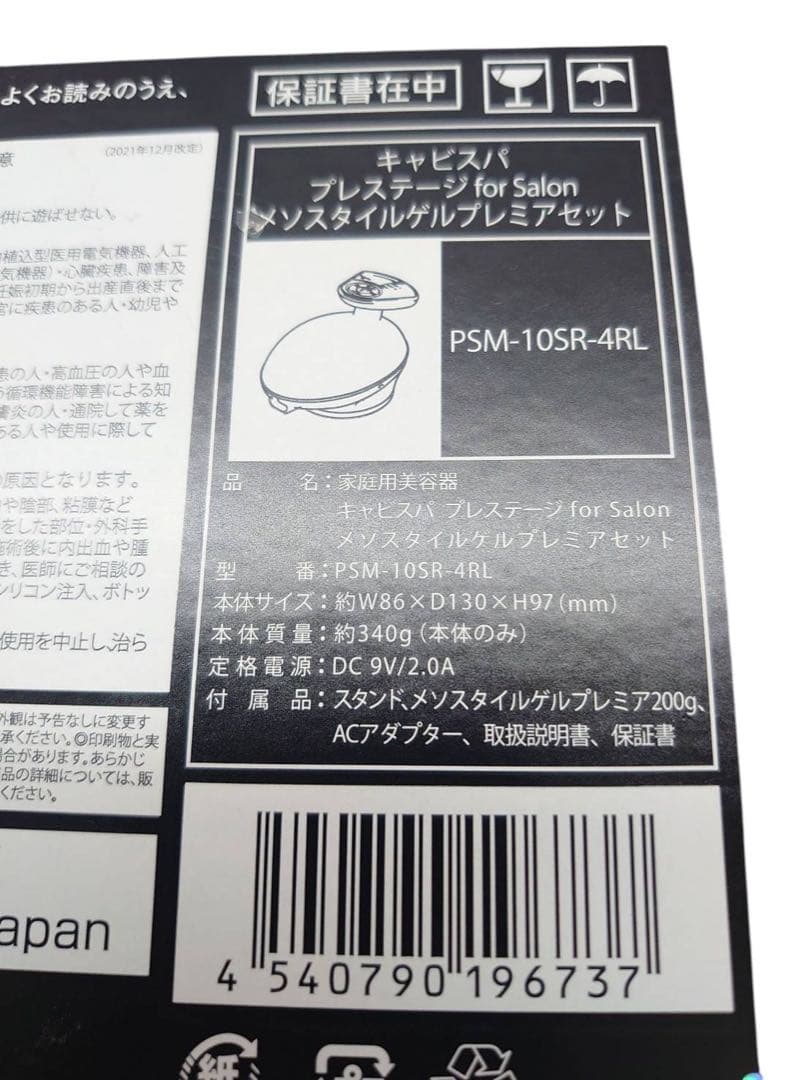 よくお読みのうえ、
保証書在中
意
(2021年12月改定)
供に遊ばせない。
植込型医用電気機器、人工
気機器)・心臓疾患、障害及
妊娠初期から出産直後まで
宮に疾患のある人・幼児や
患の人・高血圧の人や血
う循環機能障害による知
臓炎の人・通院して薬を
ある人や使用に際して
原因となります。
や陰部、粘膜など
をした部位・外科手
施術後に内出血や腫
き、医師にご相談の
シリコン注入、ボトッ
使用を中止し、治ら
外観は予告なしに変更す
承ください。◎印刷物と実
場合があります。あらかじ
品の詳細については、販
ください。
apan
キャビスパ
プレステージ for Salon
メソスタイルゲルプレミアセット
PSM-10SR-4RL
品 名：家庭用美容器
キャビスパ プレステージ for Salon
メソスタイルゲルプレミアセット
型 番：PSM-10SR-4RL
本体サイズ：約W86×D130×H97(mm)
本体質量：約340g(本体のみ)
定格電源：DC 9V/2.0A
付属品：スタンド、メソスタイルゲルプレミア200g、
ACアダプター、取扱説明書、保証書
4 540790 196737
紙